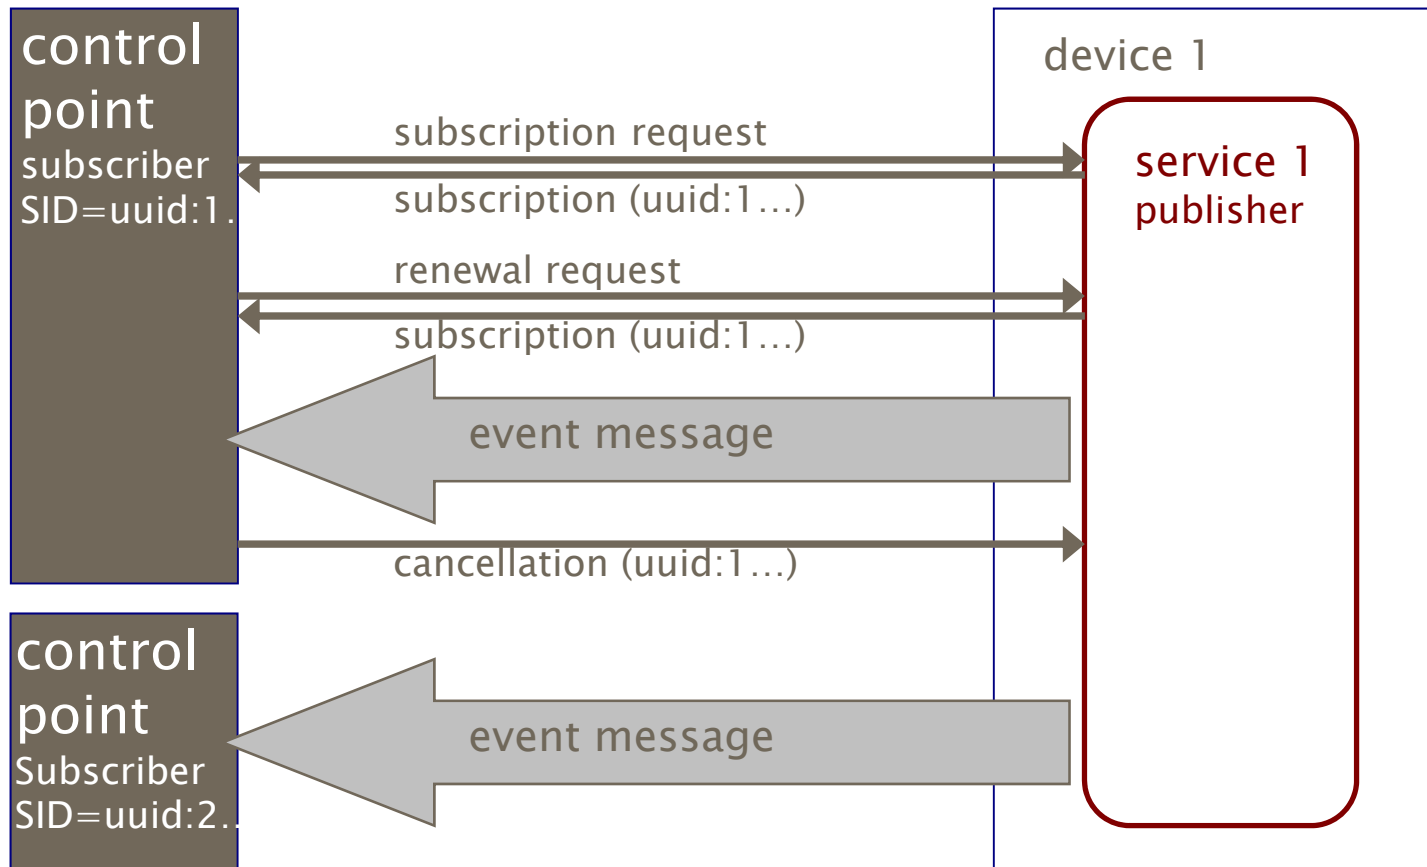 control
point
subscriber
SID=uuid:1.
subscription request
subscription (uuid:1...)
renewal request
subscription (uuid:1...)
event message
cancellation (uuid:1...)
device 1
service 1
publisher
control
point
Subscriber
SID=uuid:2..
event message